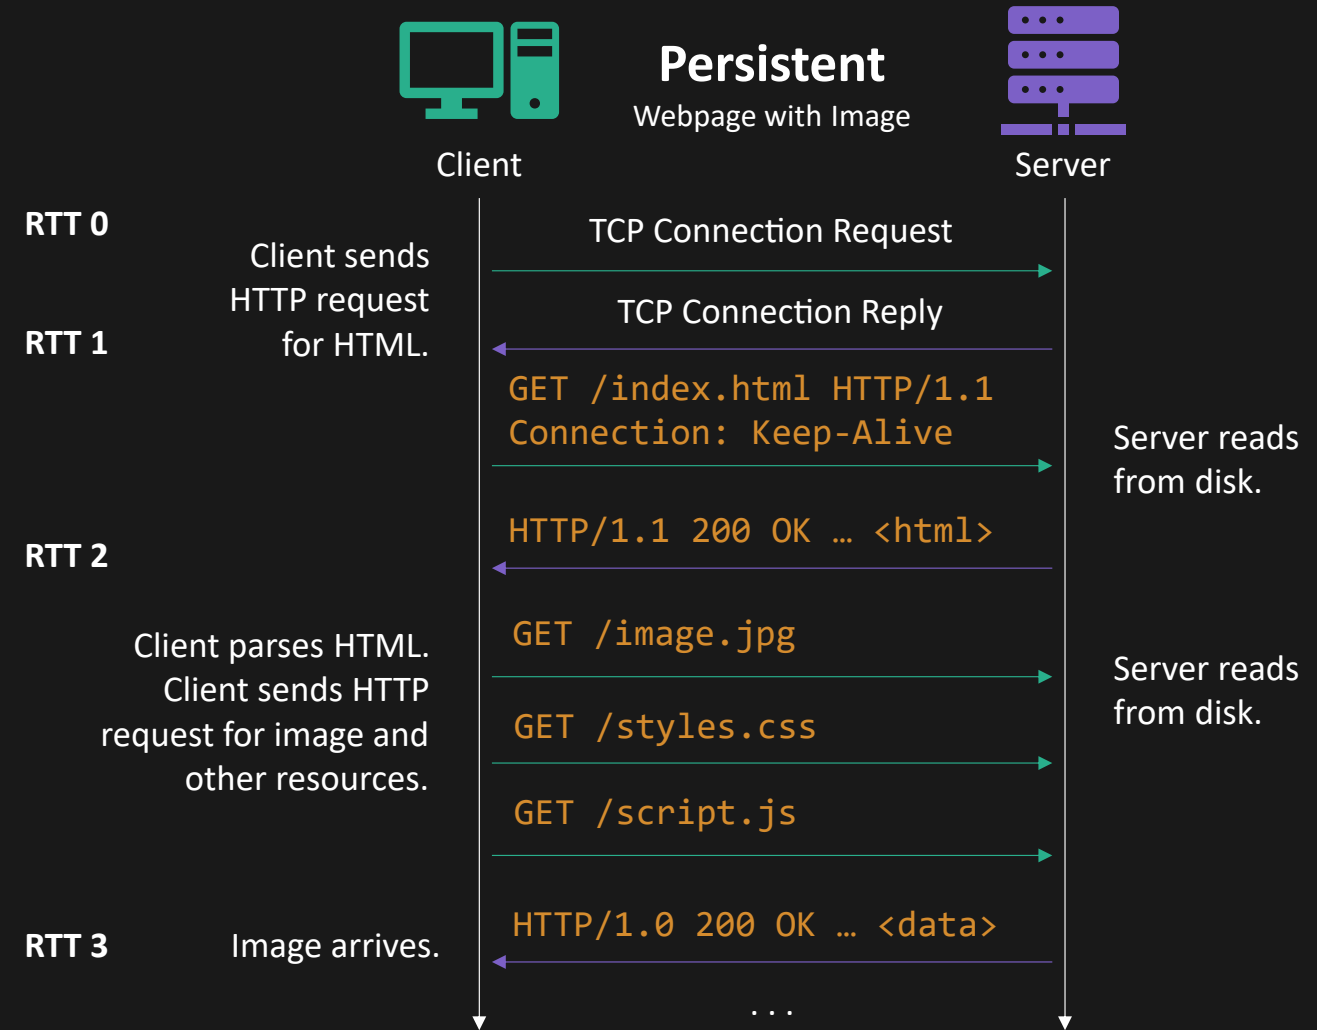 Persistent
Webpage with Image
Client
Server
RTT 0
TCP Connection Request
Client sends
HTTP request
for HTML.
TCP Connection Reply
RTT 1
GET /index.html HTTP/1.1
Connection: Keep-Alive
Server reads
from disk.
HTTP/1.1 200 OK … <html>
RTT 2
GET /image.jpg
Client parses HTML.
Client sends HTTP
request for image and
other resources.
Server reads
from disk.
GET /styles.css
GET /script.js
HTTP/1.0 200 OK … <data>
RTT 3
Image arrives.
. . .